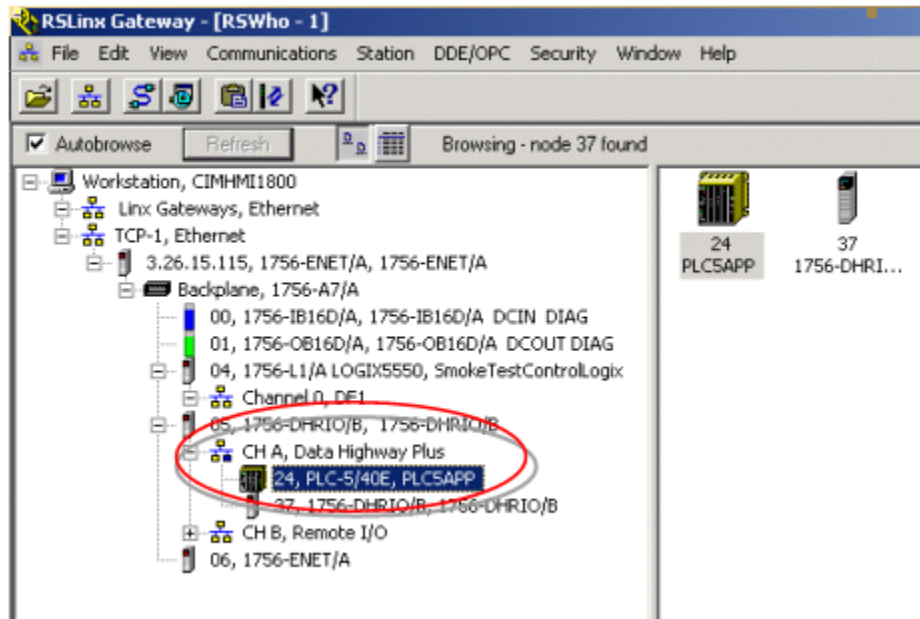 RSLinx Gateway - [RSWho - 1]
File Edit View Communications Station DDE/OPC Security Window Help
Autobrowse Refresh Browsing - node 37 found
Workstation, CIMHMI1800
Linx Gateways, Ethernet
TCP-1, Ethernet
3.26.15.115, 1756-ENET/A, 1756-ENET/A
Backplane, 1756-A7/A
00, 1756-IB16D/A, 1756-IB16D/A DCIN DIAG
01, 1756-OB16D/A, 1756-OB16D/A DCOUT DIAG
04, 1756-L1/A LOGIX5550, SmokeTestControlLogix
Channel 0, DF1
05, 1756-DHRIO/B, 1756-DHRIO/B
CH A, Data Highway Plus
24, PLC-5/40E, PLC5APP
37, 1756-DHRIO/B, 1756-DHRIO/B
CH B, Remote I/O
06, 1756-ENET/A
24
PLC5APP
37
1756-DHRI...